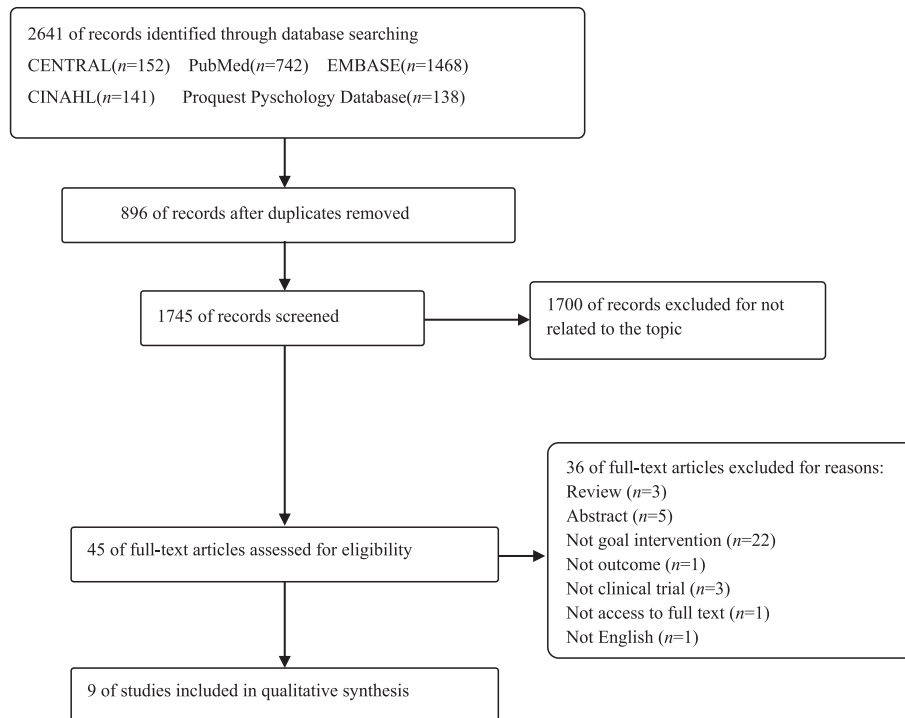 2641 of records identified through database searching
CENTRAL(n=152) PubMed(n=742) EMBASE(n=1468)
CINAHL(n=141) Proquest Pyschology Database(n=138)
896 of records after duplicates removed
1745 of records screened
1700 of records excluded for not
related to the topic
45 of full-text articles assessed for eligibility
36 of full-text articles excluded for reasons:
Review (n=3)
Abstract (n=5)
Not goal intervention (n=22)
Not outcome (n=1)
Not clinical trial (n=3)
Not access to full text (n=1)
Not English (n=1)
9 of studies included in qualitative synthesis